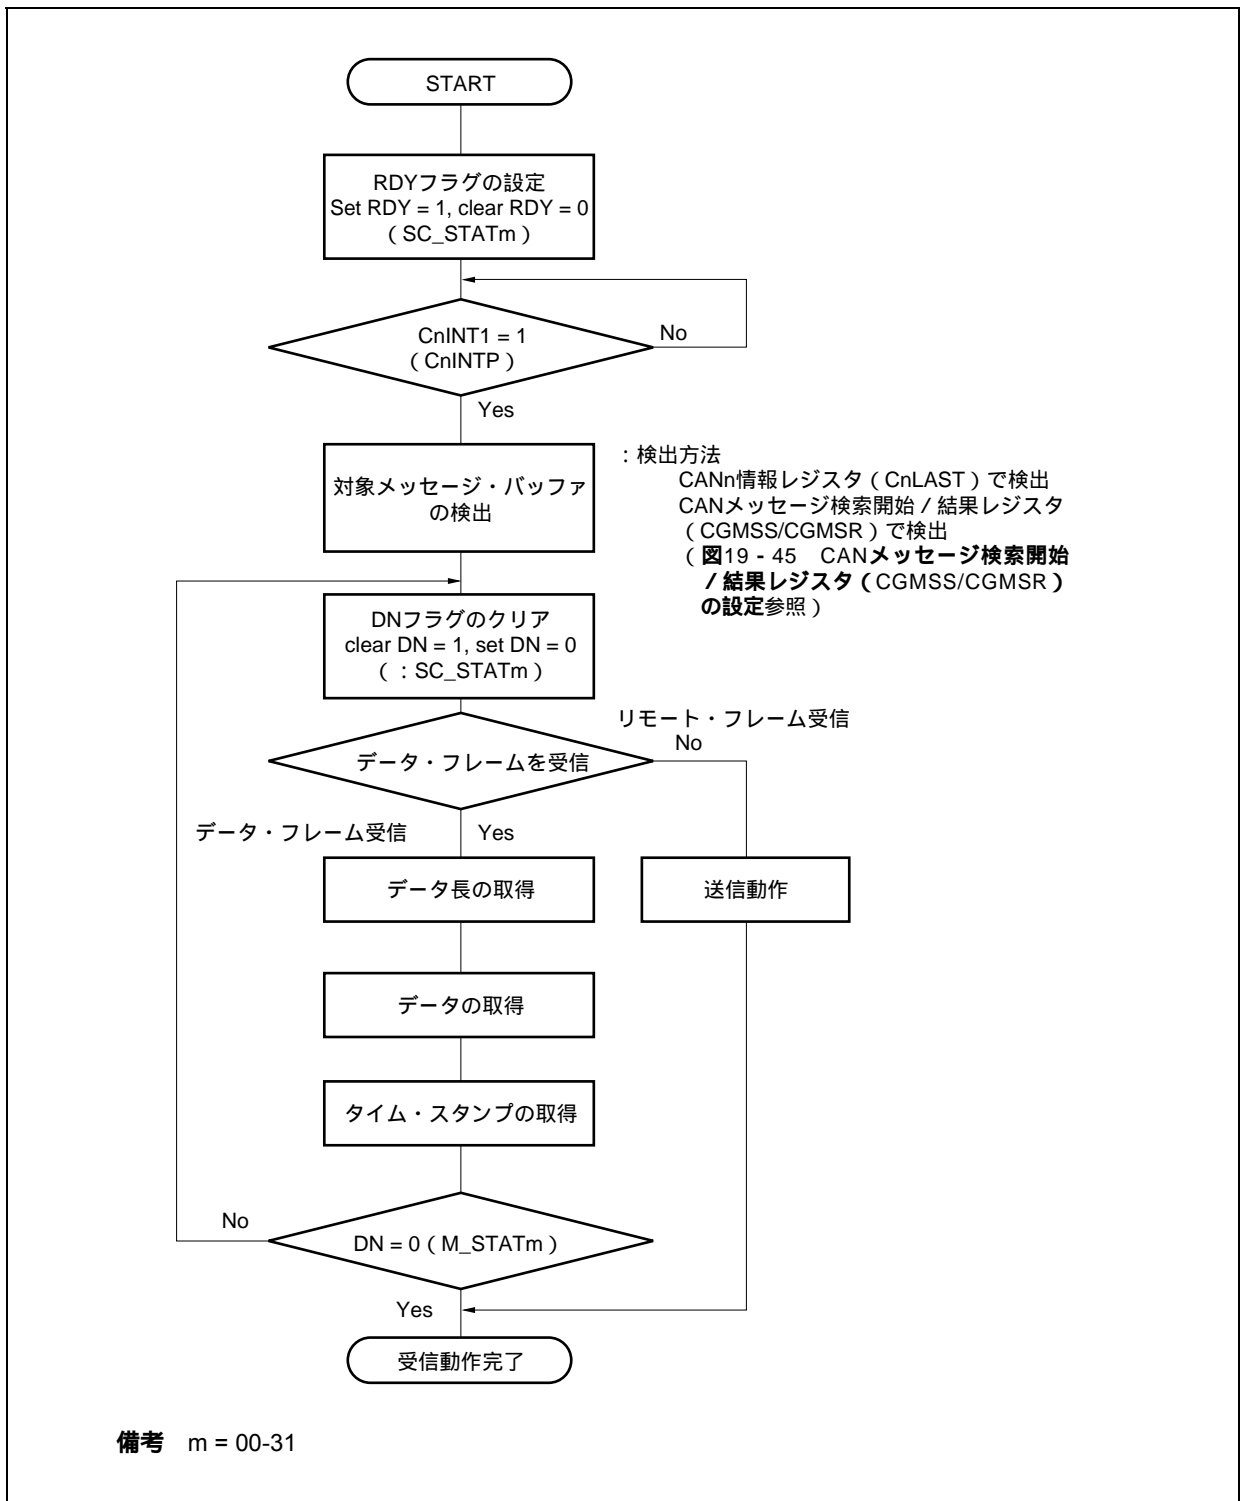 START
RDYフラグの設定
Set RDY = 1, clear RDY = 0
（SC_STATm）
CnINT1 = 1
（CnINTP）
No
Yes
対象メッセージ・バッファ
の検出
：検出方法
CANn情報レジスタ（CnLAST）で検出
CANメッセージ検索開始／結果レジスタ
（CGMSS/CGMSR）で検出
（図19－45　CANメッセージ検索開始
／結果レジスタ（CGMSS/CGMSR）
の設定参照）
DNフラグのクリア
clear DN = 1, set DN = 0
（：SC_STATm）
リモート・フレーム受信
No
データ・フレームを受信
データ・フレーム受信
Yes
データ長の取得
送信動作
データの取得
タイム・スタンプの取得
No
DN = 0（M_STATm）
Yes
受信動作完了
備考　m = 00-31